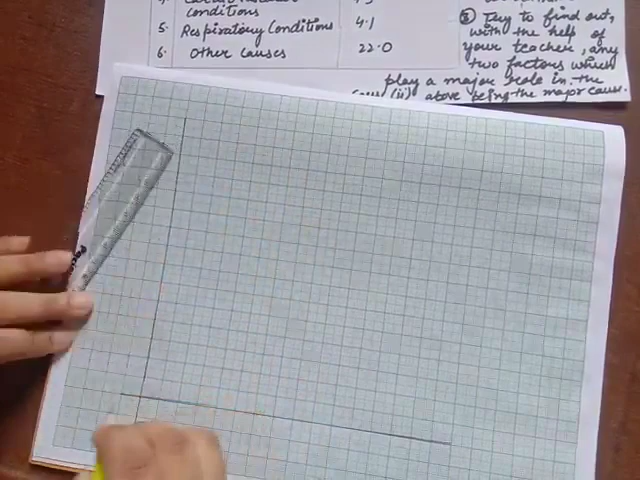 conditions
5. Respiratory Conditions 4.1
6. Other Causes 22.0
③ Try to find out,
with the help of
your teacher, any
two factors which
play a major role in the
(ii) above being the major cause.